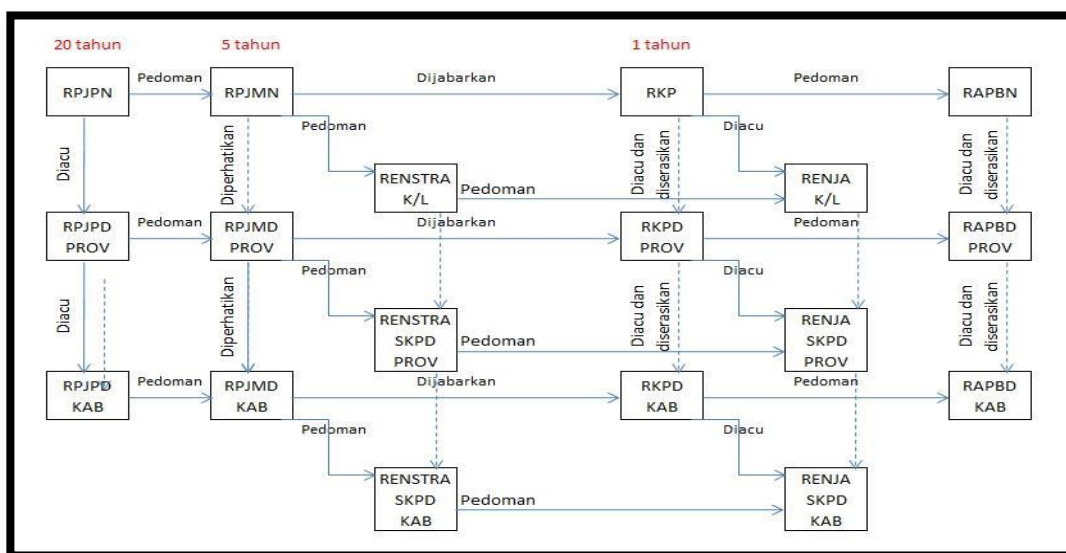 20 tahun
5 tahun
1 tahun
RPJPN
Pedoman
RPJMN
Dijabarkan
RKP
Pedoman
RAPBN
Pedoman
Diacu
Diacu
Diperhatikan
RENSTRA
K/L
Pedoman
Diacu dan
diserasikan
RENJA
K/L
Diacu dan
diserasikan
RPJPD
PROV
Pedoman
RPJMD
PROV
Dijabarkan
RKPD
PROV
Pedoman
RAPBD
PROV
Pedoman
Diacu
Diacu
Diperhatikan
RENSTRA
SKPD
PROV
Pedoman
Diacu dan
diserasikan
RENJA
SKPD
PROV
Diacu dan
diserasikan
RPJPD
KAB
Pedoman
RPJMD
KAB
Dijabarkan
RKPD
KAB
Pedoman
RAPBD
KAB
Pedoman
Diacu
RENSTRA
SKPD
KAB
Pedoman
RENJA
SKPD
KAB